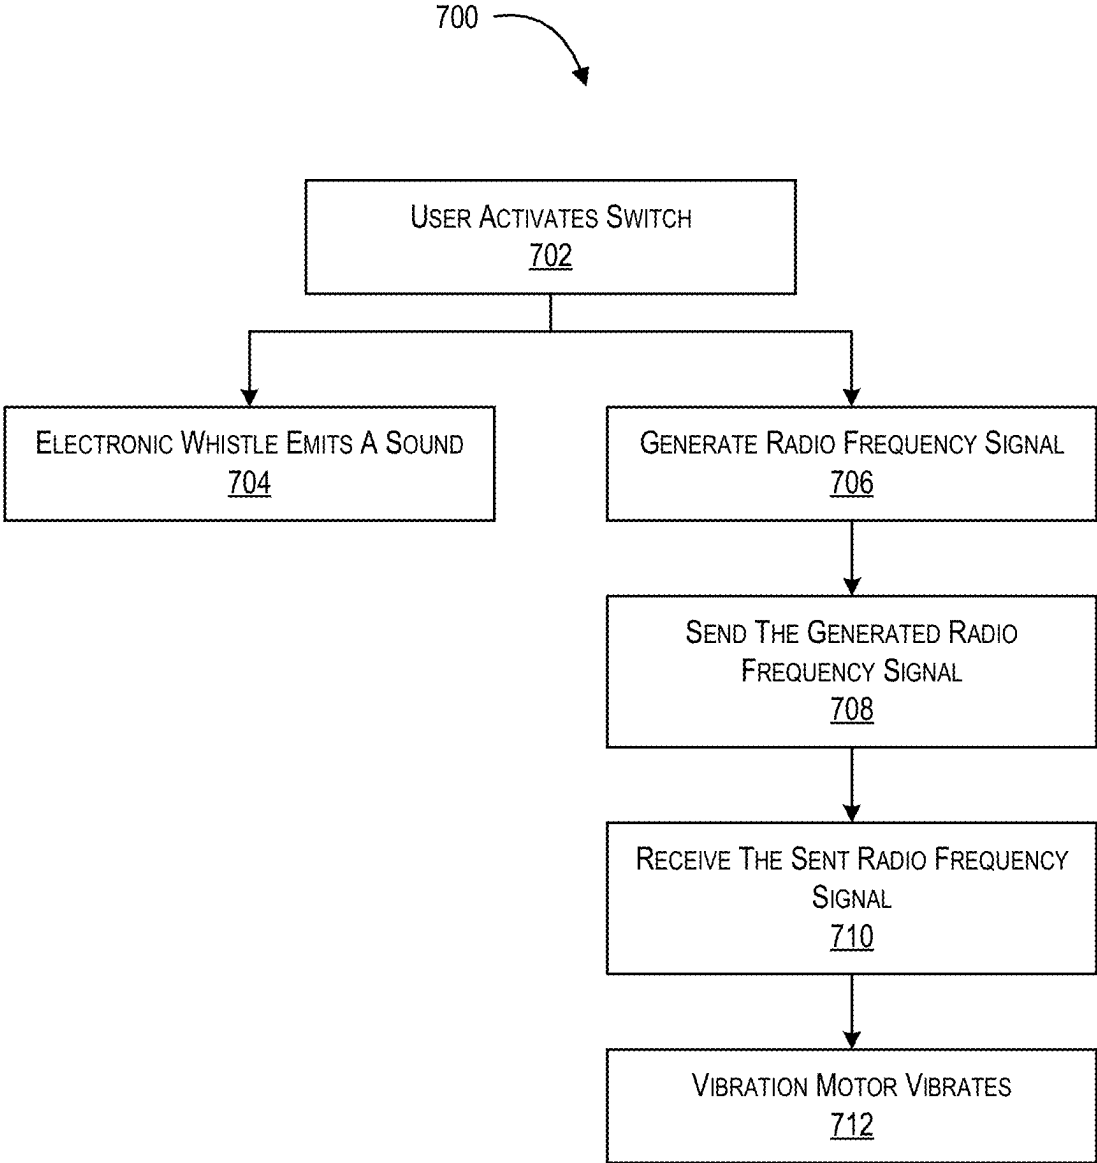 700
USER ACTIVATES SWITCH
702
ELECTRONIC WHISTLE EMITS A SOUND
704
GENERATE RADIO FREQUENCY SIGNAL
706
SEND THE GENERATED RADIO
FREQUENCY SIGNAL
708
RECEIVE THE SENT RADIO FREQUENCY
SIGNAL
710
VIBRATION MOTOR VIBRATES
712